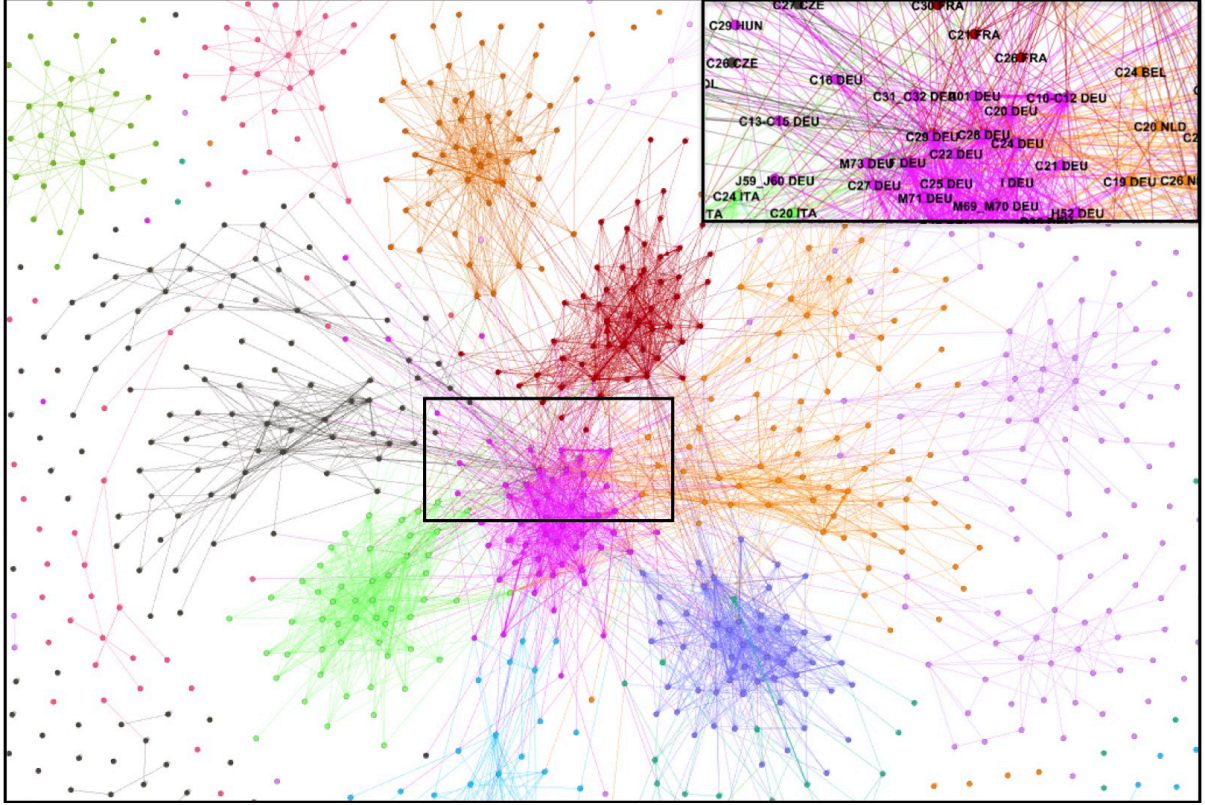 C27 CZE
C30 FRA
C29 HUN
C21 FRA
C26 FRA
C26 CZE
C24 BEL
C16 DEU
C31_C32 DEU
C10-C12 DEU
C20 DEU
C13-C15 DEU
C20 NLD
C29 DEU
C28 DEU
C24 DEU
C22 DEU
M73 DEU
F DEU
C21 DEU
J59_J60 DEU
C27 DEU
C25 DEU
I DEU
C19 DEU
C24 ITA
M71 DEU
M69_M70 DEU
C20 ITA
H52 DEU